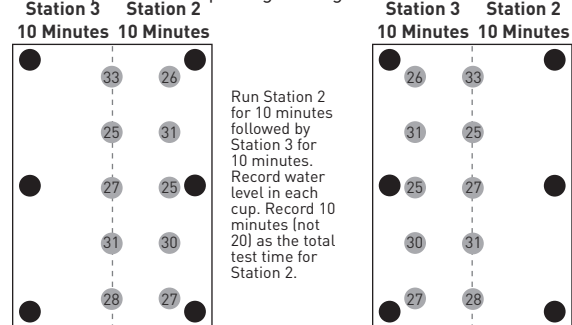 Station 3 Station 2
10 Minutes 10 Minutes
33 26
25 31
27 25
31 30
28 27
Run Station 2
for 10 minutes
followed by
Station 3 for
10 minutes.
Record water
level in each
cup. Record 10
minutes (not
20) as the total
test time for
Station 2.
Station 3 Station 2
10 Minutes 10 Minutes
26 33
31 25
25 27
30 31
27 28